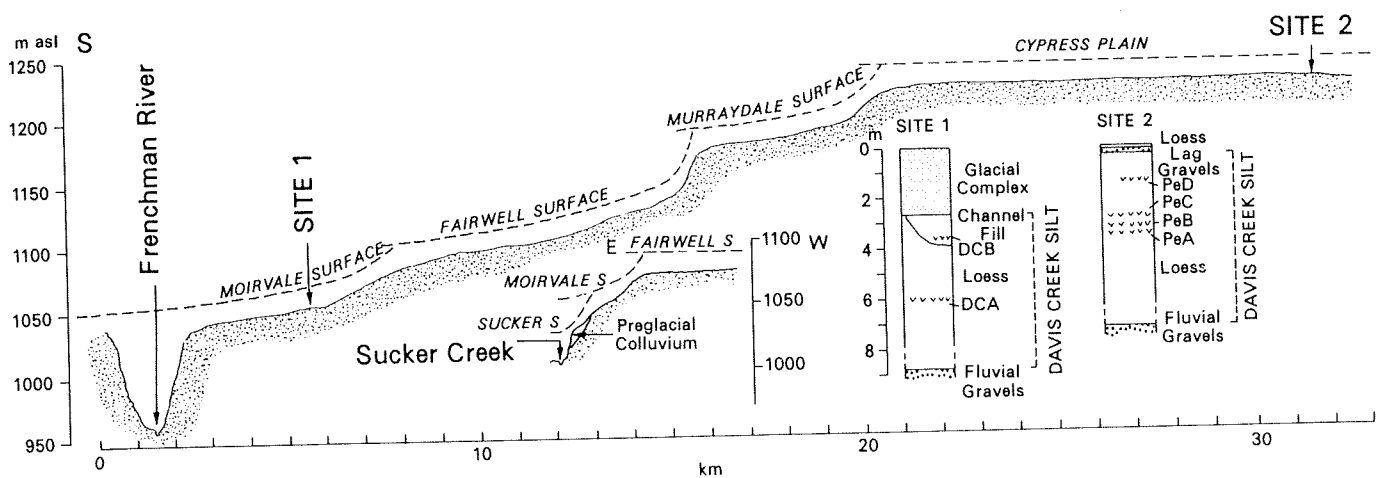 m asl S
1250
1200
1150
1100
1050
1000
950
Frenchman River
SITE 1
MOIRVALE SURFACE
FAIRWELL SURFACE
MURRAYDALE SURFACE
CYPRESS PLAIN
SITE 2
E FAIRWELL S
1100 W
MOIRVALE S
1050
SUCKER S
Preglacial
Colluvium
Sucker Creek
1000
m
SITE 1
0
2
4
6
8
Glacial
Complex
Channel
Fill
DCB
Loess
DCA
Fluvial
Gravels
DAVIS CREEK SILT
SITE 2
Loess
Lag
Gravels
PeD
PeC
PeB
PeA
Loess
Fluvial
Gravels
DAVIS CREEK SILT
0
10
20
30
km